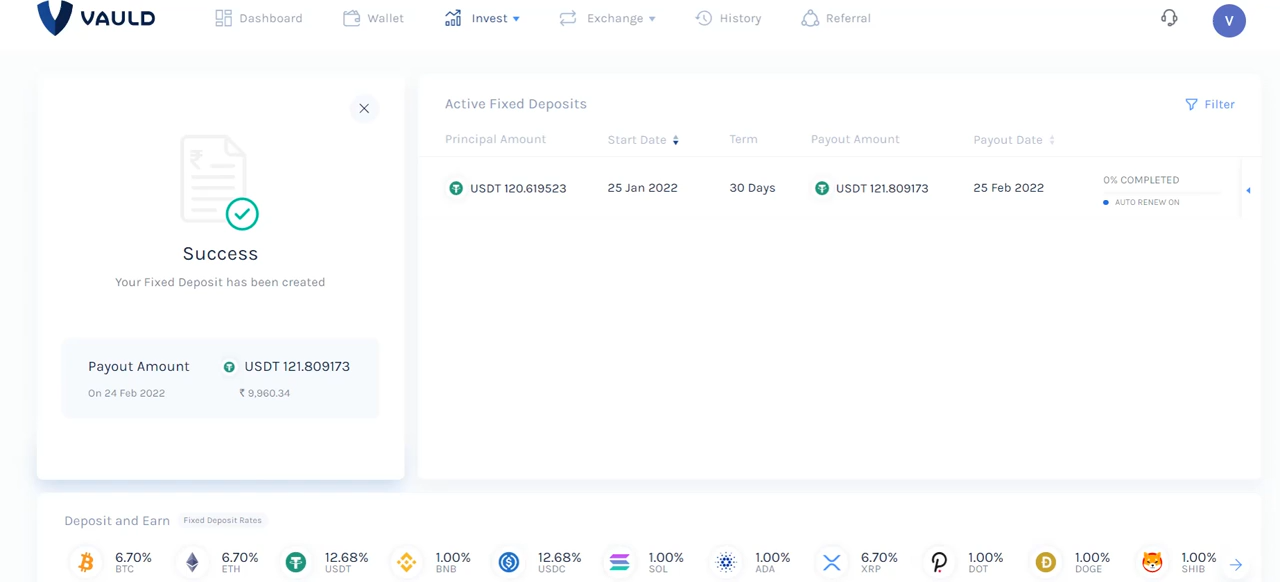 VAULD Dashboard Wallet Invest Exchange History Referral V
Success
Your Fixed Deposit has been created
Payout Amount USDT 121.809173
On 24 Feb 2022 ₹ 9,960.34
Active Fixed Deposits Filter
Principal Amount Start Date Term Payout Amount Payout Date
USDT 120.619523 25 Jan 2022 30 Days USDT 121.809173 25 Feb 2022 0% COMPLETED
AUTO RENEW ON
Deposit and Earn Fixed Deposit Rates
6.70% 6.70% 12.68% 1.00% 12.68% 1.00% 1.00% 6.70% 1.00% 1.00% 1.00%
BTC ETH USDT BNB USDC SOL ADA XRP DOT DOGE SHIB